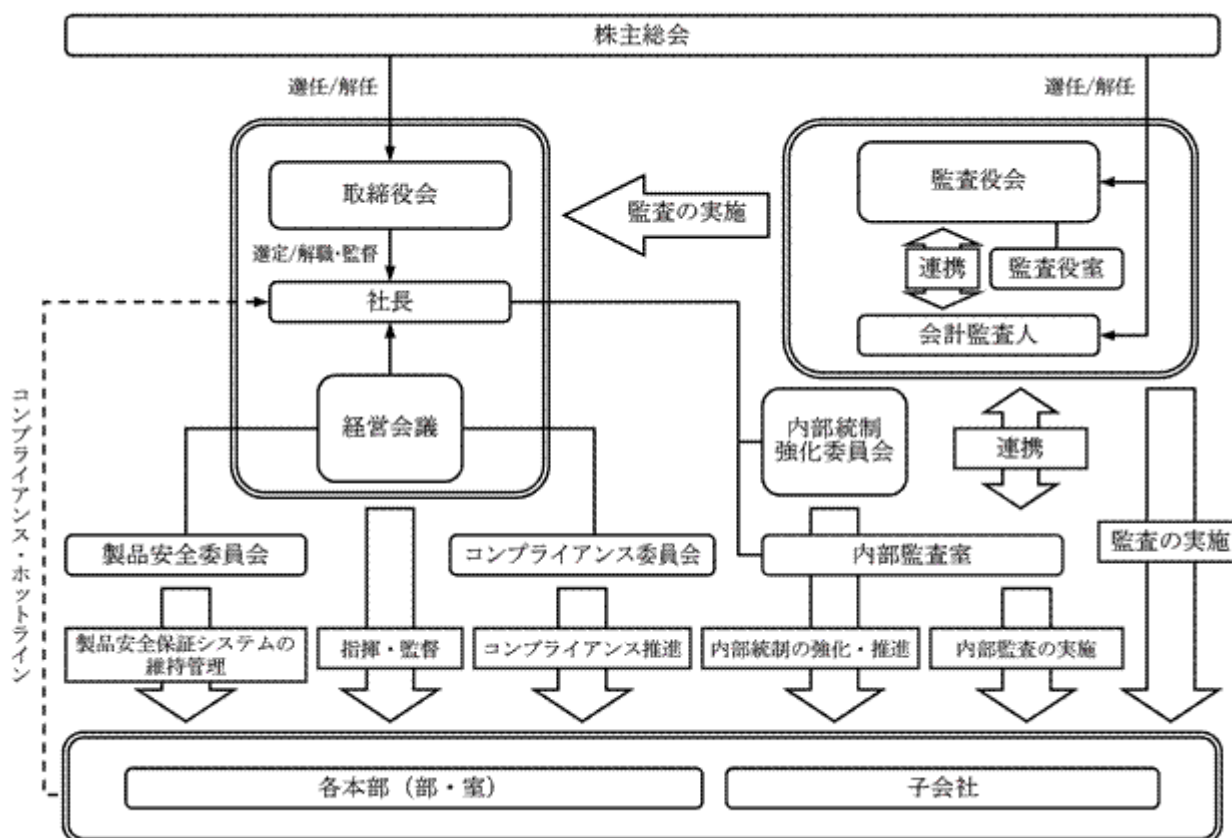 株主総会
選任/解任
選任/解任
取締役会
監査の実施
監査役会
選定/解職・監督
連携
監査役室
社長
会計監査人
コンプライアンス・ホットライン
経営会議
内部統制
強化委員会
連携
製品安全委員会
コンプライアンス委員会
内部監査室
監査の実施
製品安全保証システムの
維持管理
指揮・監督
コンプライアンス推進
内部統制の強化・推進
内部監査の実施
各本部（部・室）
子会社